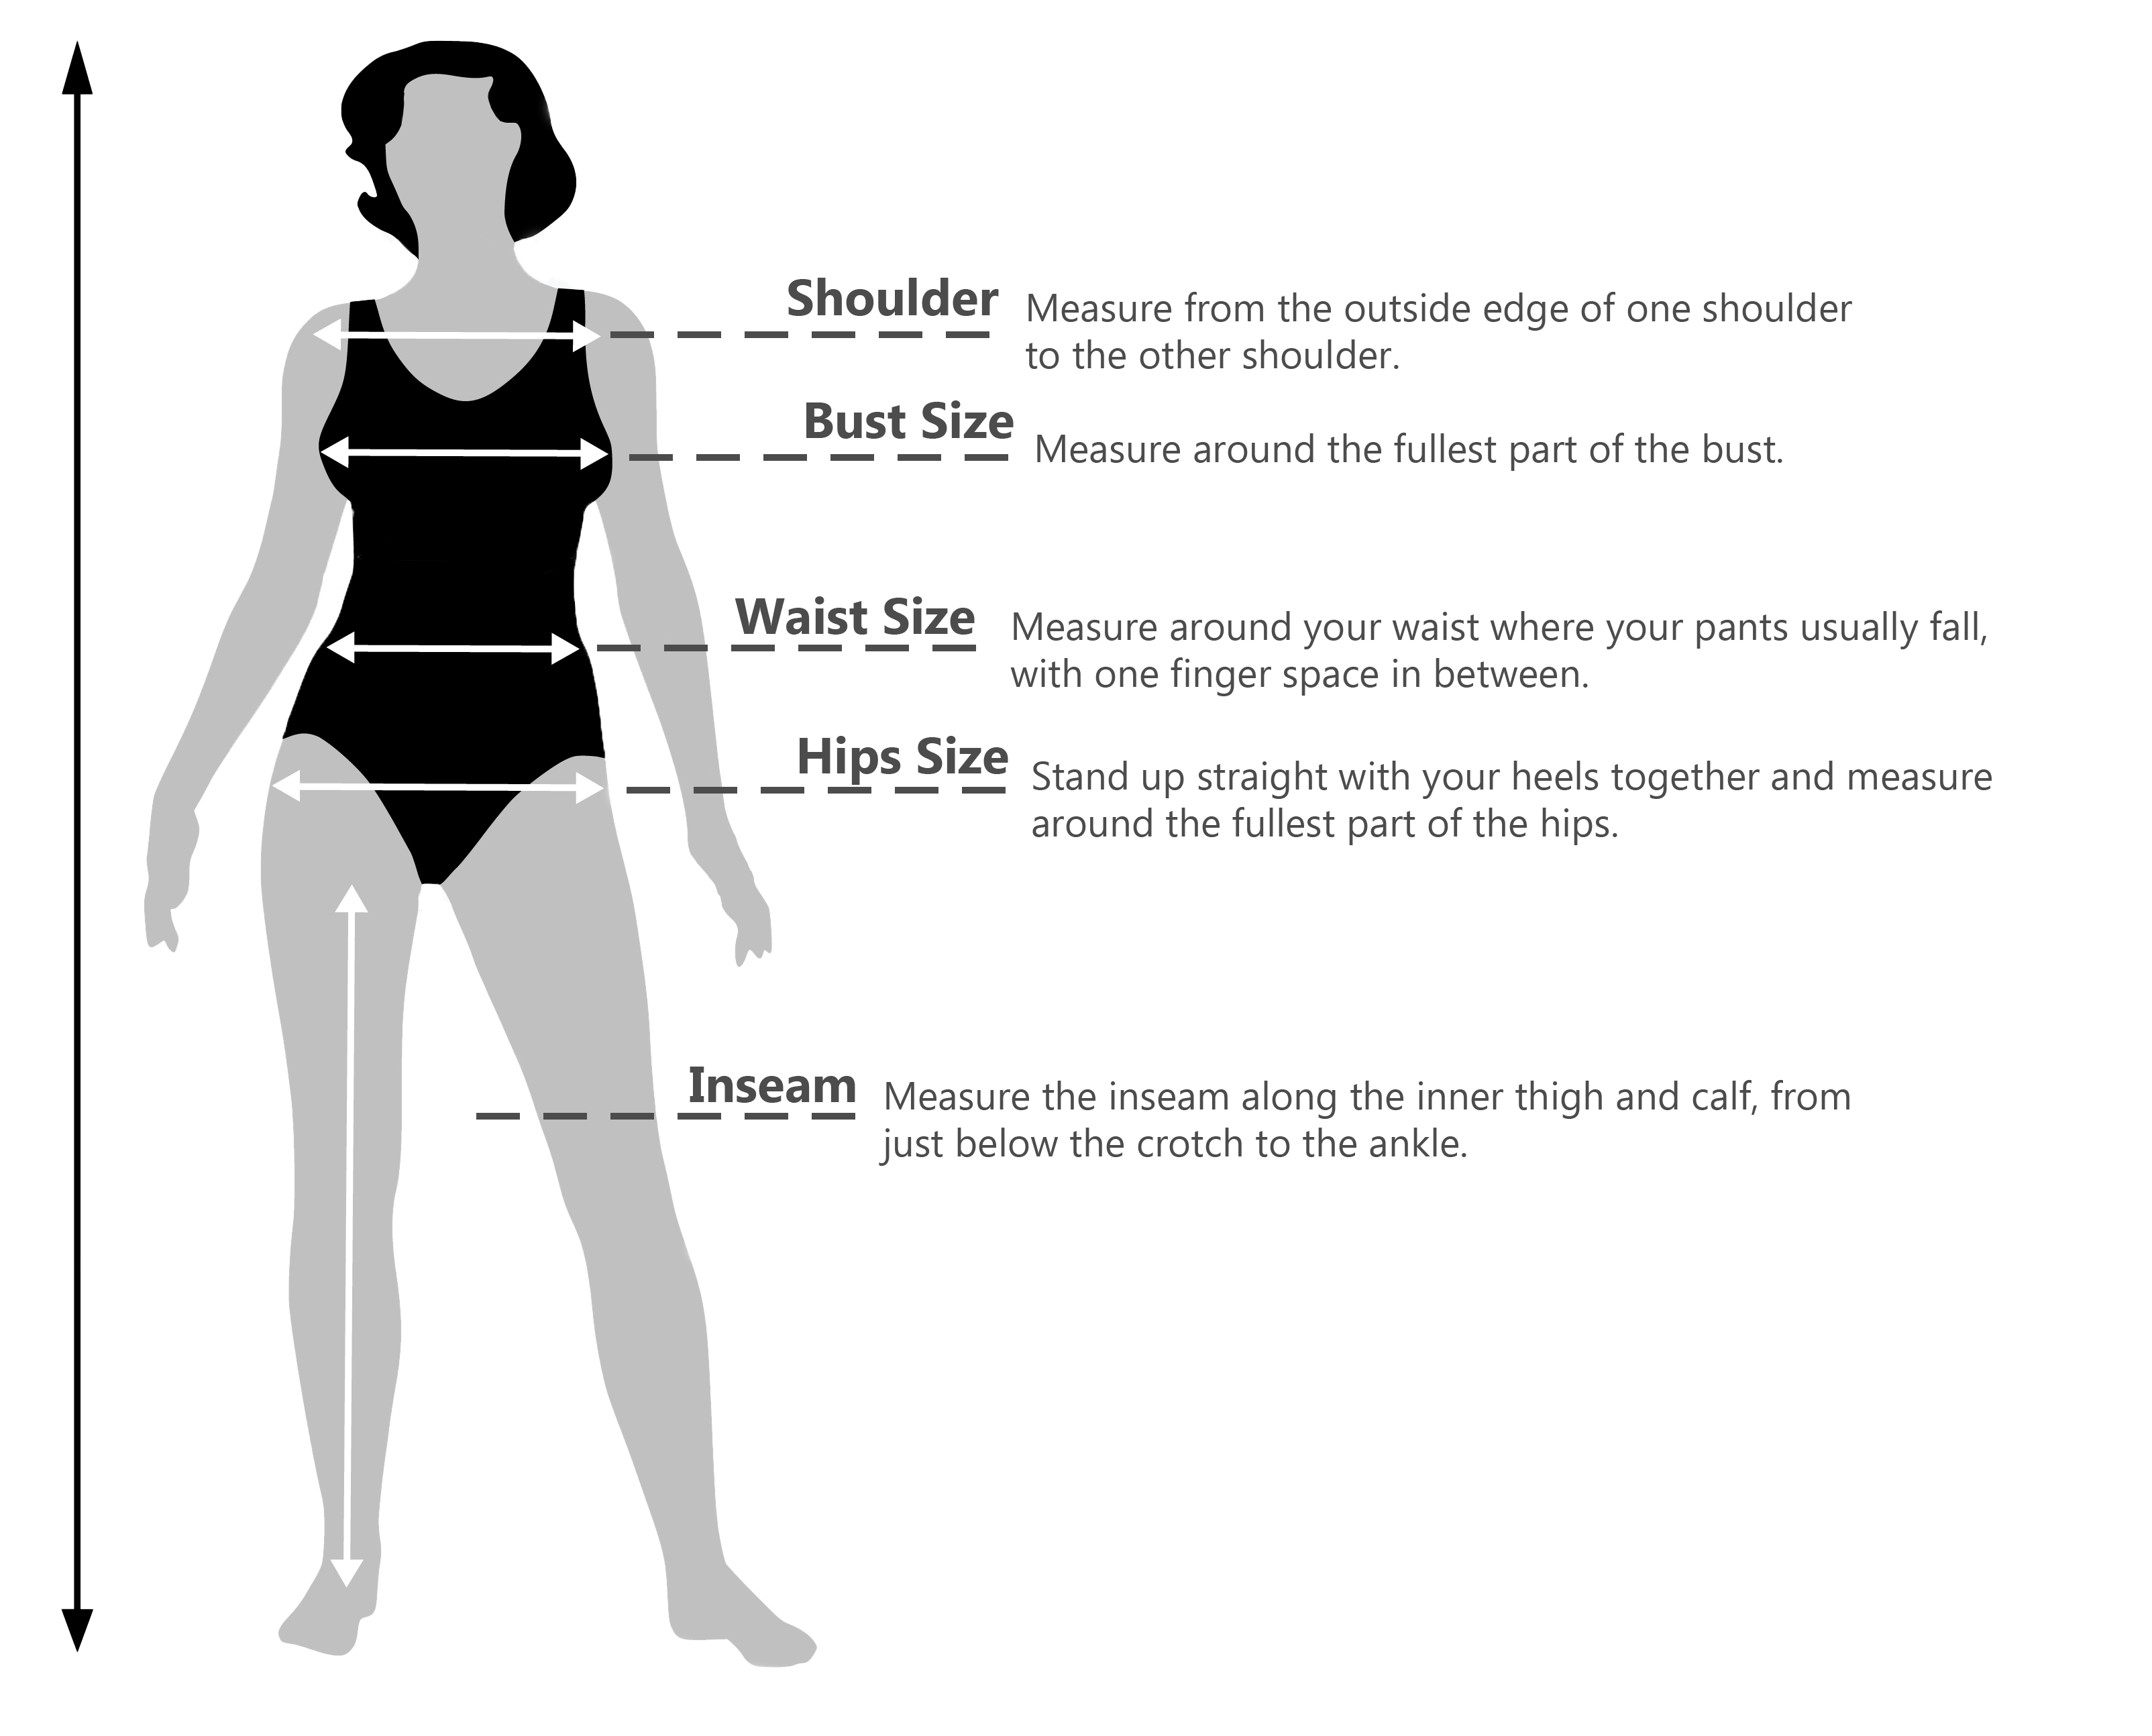 Shoulder
Measure from the outside edge of one shoulder
to the other shoulder.
Bust Size
Measure around the fullest part of the bust.
Waist Size
Measure around your waist where your pants usually fall,
with one finger space in between.
Hips Size
Stand up straight with your heels together and measure
around the fullest part of the hips.
Inseam
Measure the inseam along the inner thigh and calf, from
just below the crotch to the ankle.